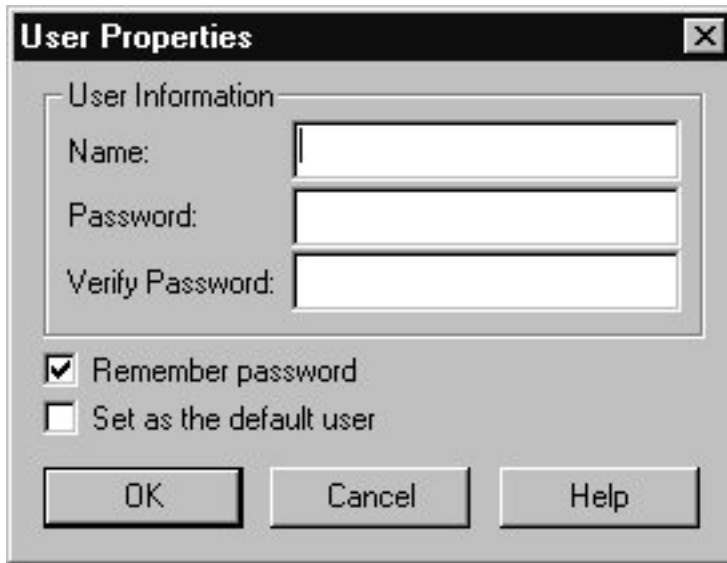 User Properties
User Information
Name:
Password:
Verify Password:
Remember password
Set as the default user
OK Cancel Help